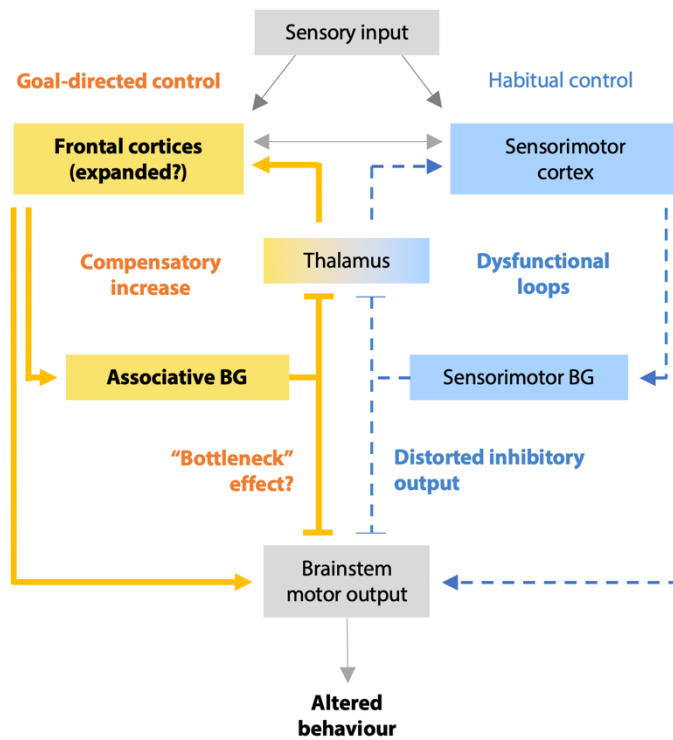 Sensory input
Goal-directed control
Habitual control
Frontal cortices
(expanded?)
Sensorimotor
cortex
Compensatory
increase
Thalamus
Dysfunctional
loops
Associative BG
Sensorimotor BG
“Bottleneck”
effect?
Distorted inhibitory
output
Brainstem
motor output
Altered
behaviour